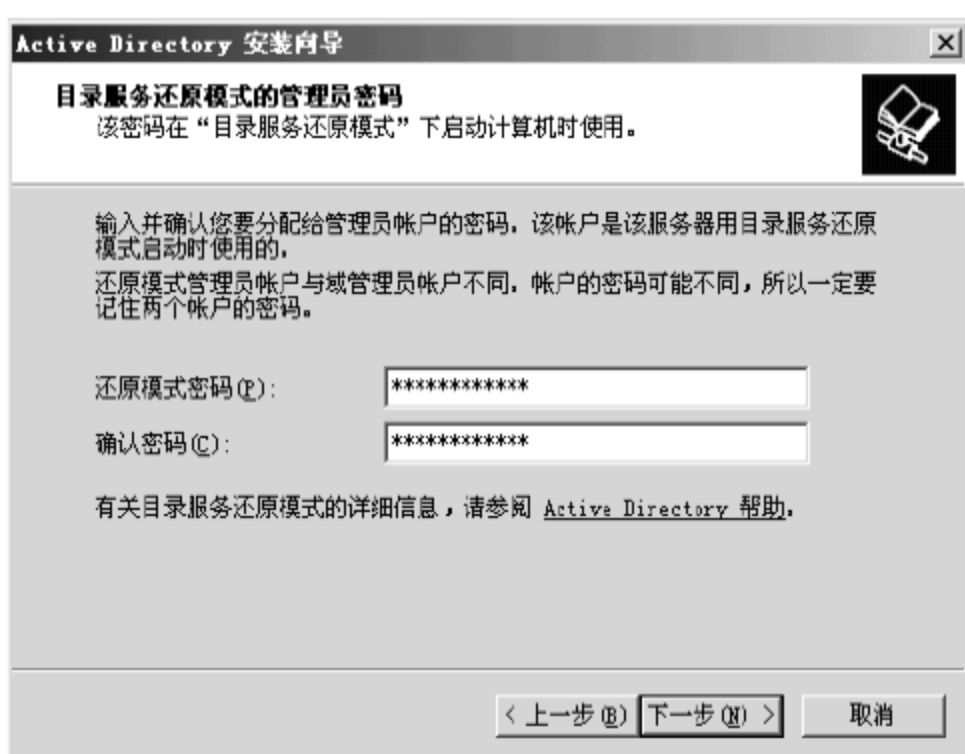 Active Directory 安装向导
目录服务还原模式的管理员密码
该密码在“目录服务还原模式”下启动计算机时使用。
输入并确认您要分配给管理员帐户的密码。该帐户是该服务器用目录服务还原
模式启动时使用的。
还原模式管理员帐户与域管理员帐户不同。帐户的密码可能不同，所以一定要
记住两个帐户的密码。
还原模式密码(P): ************
确认密码(C): ************
有关目录服务还原模式的详细信息，请参阅 Active Directory 帮助。
< 上一步(B) 下一步(N) > 取消